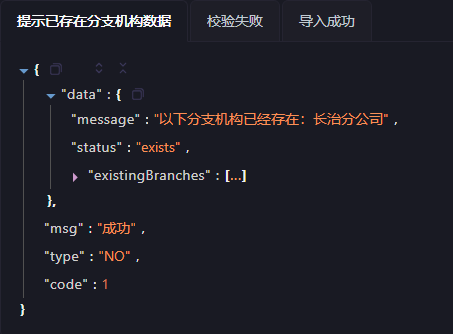 提示已存在分支机构数据 校验失败 导入成功
{
"data" : {
"message" : "以下分支机构已经存在：长治分公司" ,
"status" : "exists" ,
"existingBranches" : [...]
},
"msg" : "成功" ,
"type" : "NO" ,
"code" : 1
}